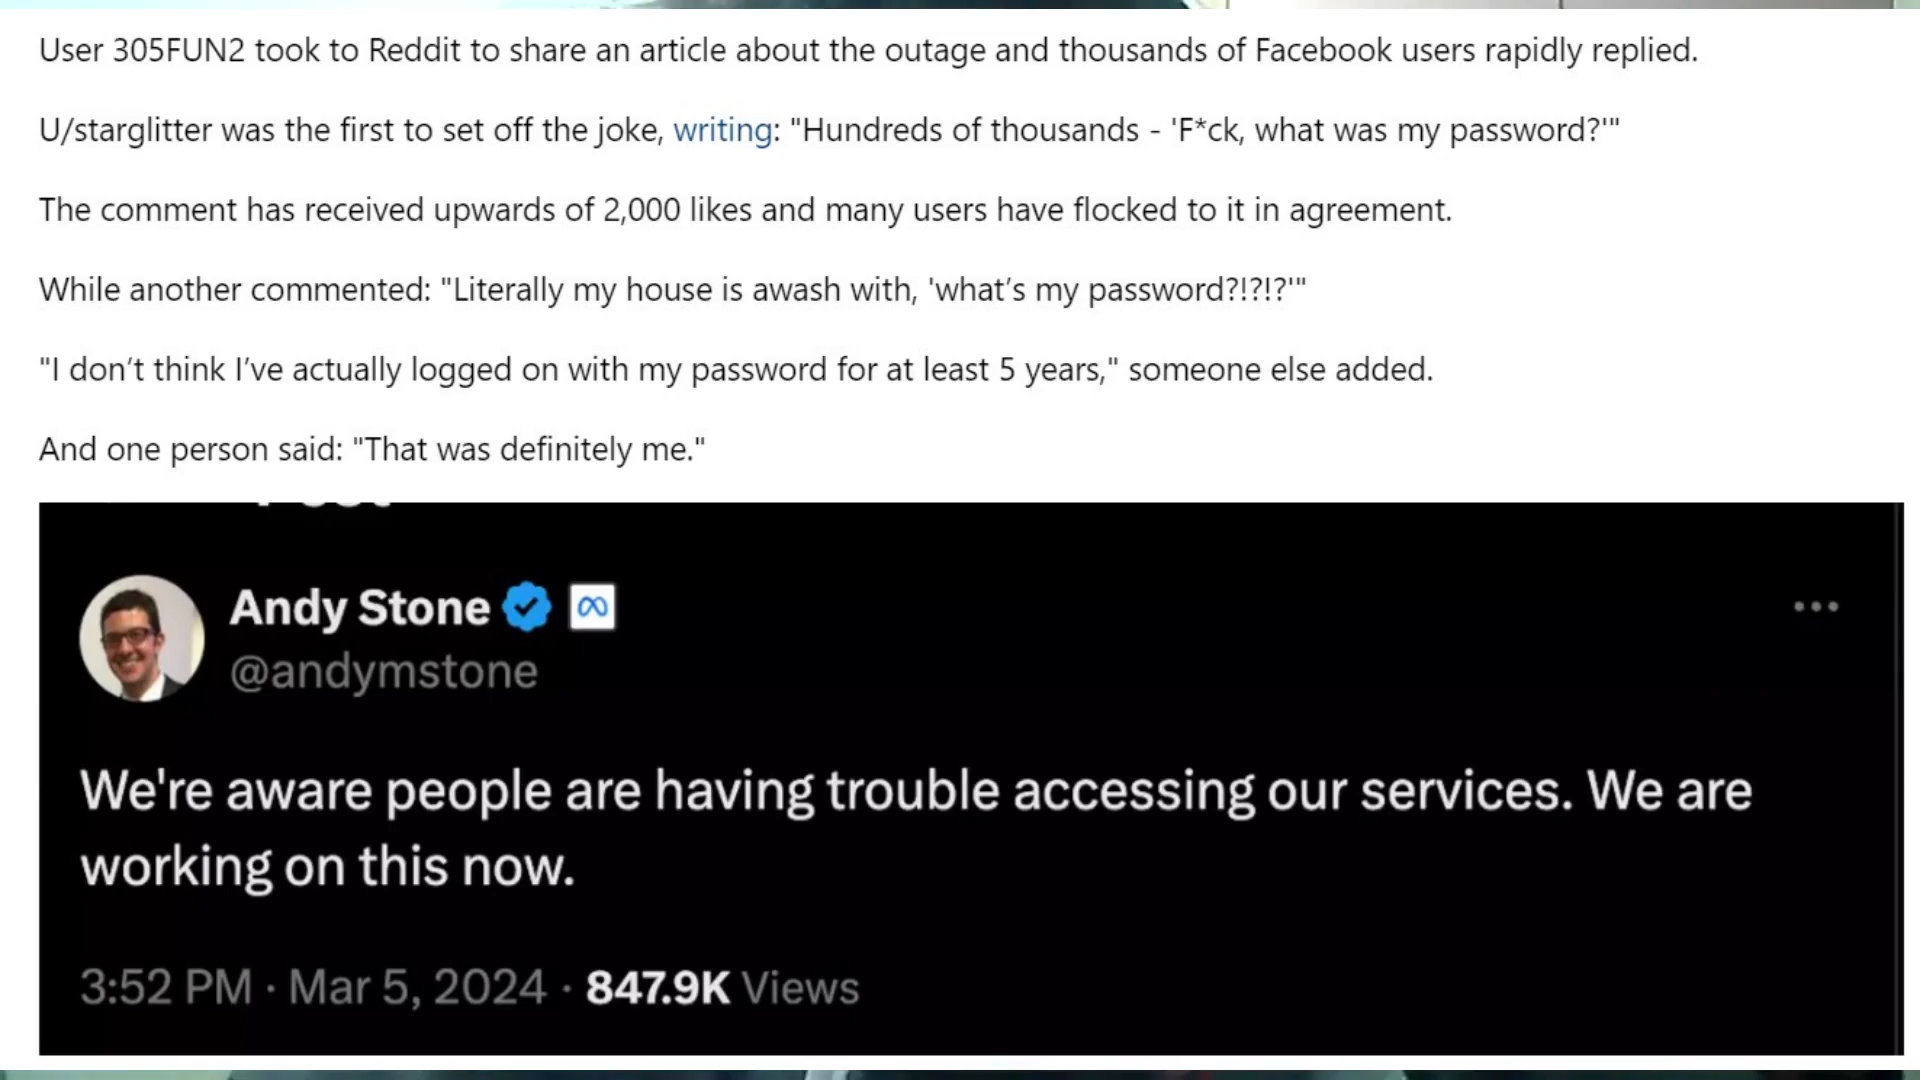 User 305FUN2 took to Reddit to share an article about the outage and thousands of Facebook users rapidly replied.
U/starglitter was the first to set off the joke, writing: "Hundreds of thousands - 'F*ck, what was my password?'"
The comment has received upwards of 2,000 likes and many users have flocked to it in agreement.
While another commented: "Literally my house is awash with, 'what’s my password?!?!?'"
"I don’t think I’ve actually logged on with my password for at least 5 years," someone else added.
And one person said: "That was definitely me."
Andy Stone
@andymstone
We're aware people are having trouble accessing our services. We are
working on this now.
3:52 PM · Mar 5, 2024 · 847.9K Views